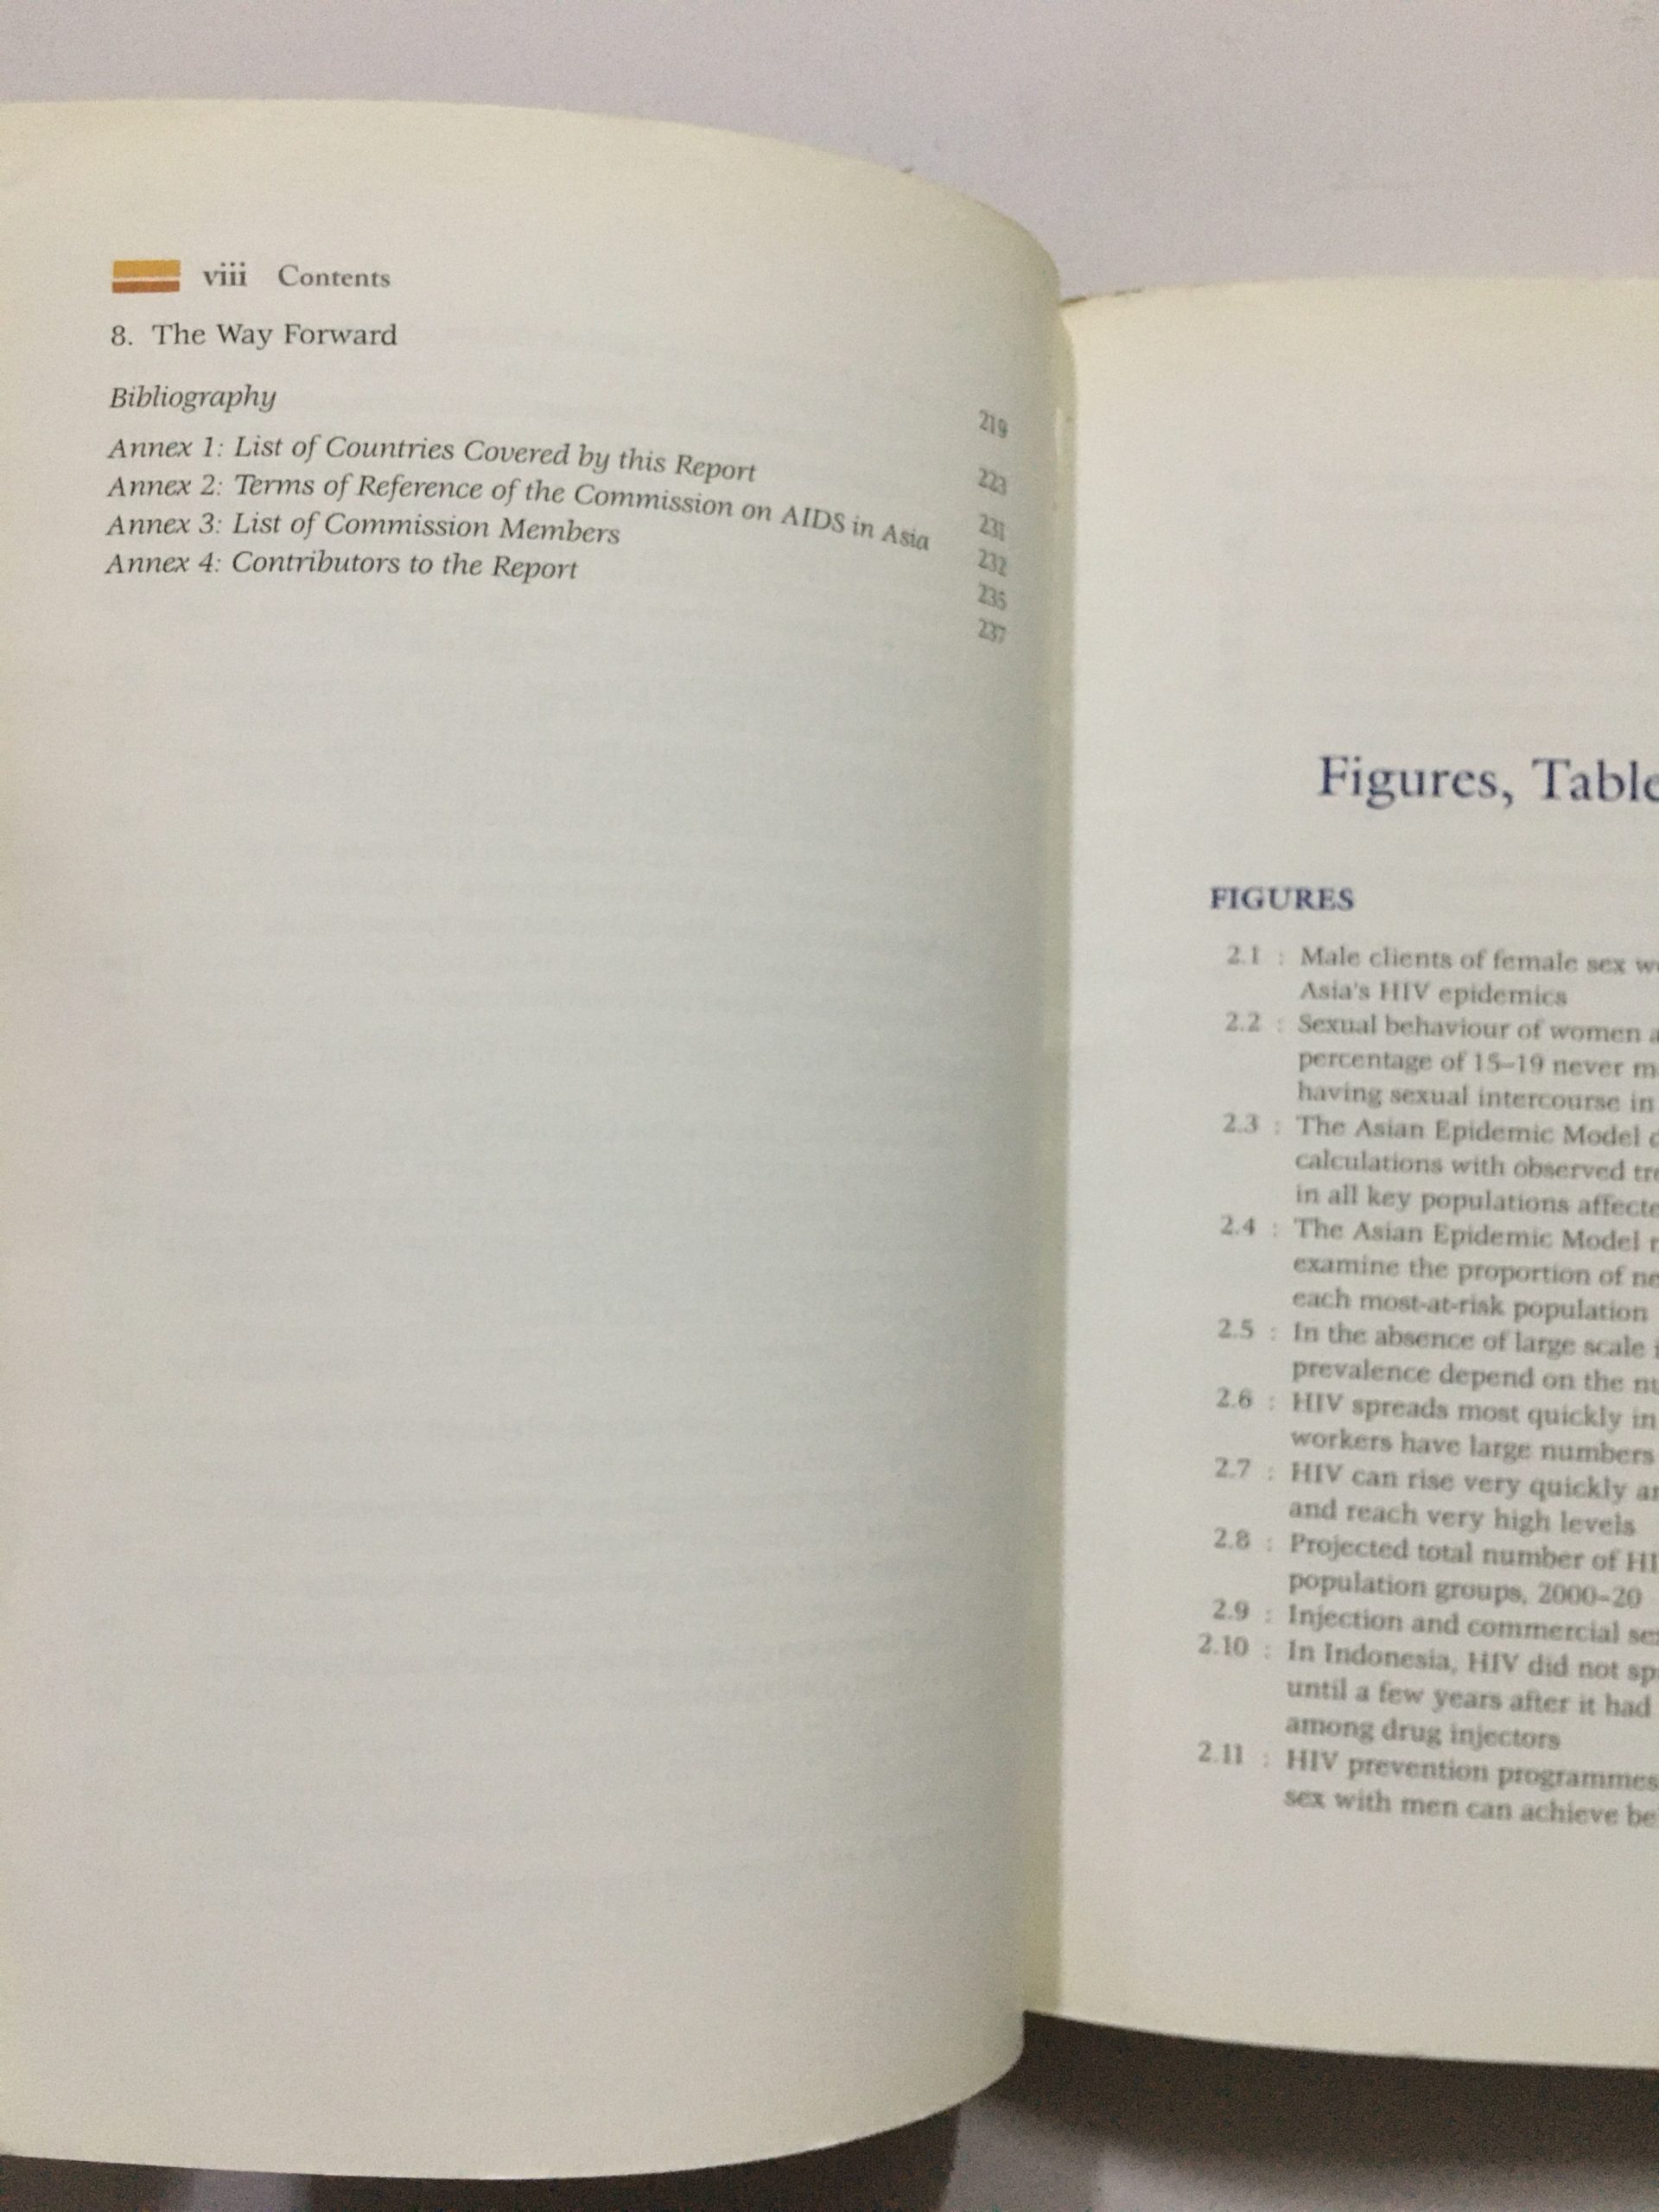 viii Contents
8. The Way Forward 219
Bibliography 223
Annex 1: List of Countries Covered by this Report 231
Annex 2: Terms of Reference of the Commission on AIDS in Asia 232
Annex 3: List of Commission Members 235
Annex 4: Contributors to the Report 237
Figures, Table
FIGURES
2.1 : Male clients of female sex
Asia's HIV epidemics
2.2 : Sexual behaviour of women
percentage of 15–19 never
having sexual intercourse in
2.3 : The Asian Epidemic Model
calculations with observed
in all key populations
2.4 : The Asian Epidemic Model
examine the proportion of
each most-at-risk population
2.5 : In the absence of large scale
prevalence depend on the
2.6 : HIV spreads most quickly in
workers have large numbers
2.7 : HIV can rise very quickly
and reach very high levels
2.8 : Projected total number of
population groups, 2000–20
2.9 : Injection and commercial
2.10 : In Indonesia, HIV did not
until a few years after it had
among drug injectors
2.11 : HIV prevention programmes
sex with men can achieve